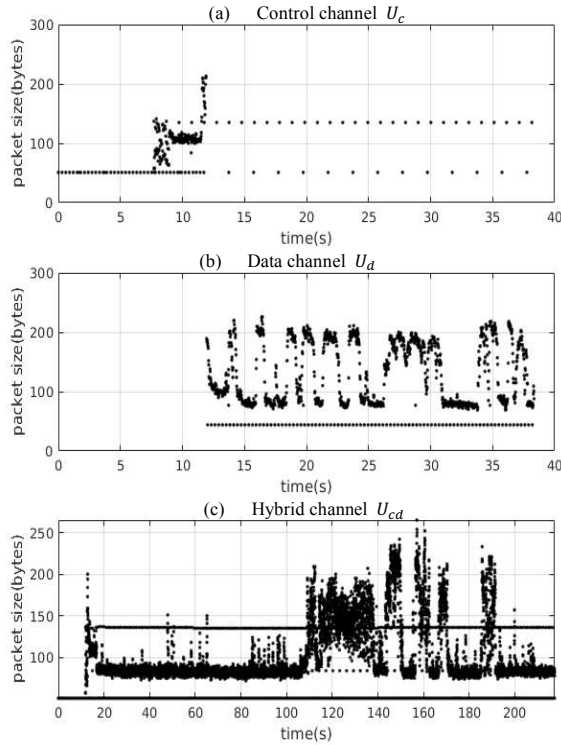 (a) Control channel U_c
300
200
100
0
packet size(bytes)
0 5 10 15 20 25 30 35 40
time(s)
(b) Data channel U_d
300
200
100
0
packet size(bytes)
0 5 10 15 20 25 30 35 40
time(s)
(c) Hybrid channel U_cd
250
200
150
100
packet size(bytes)
0 20 40 60 80 100 120 140 160 180 200
time(s)